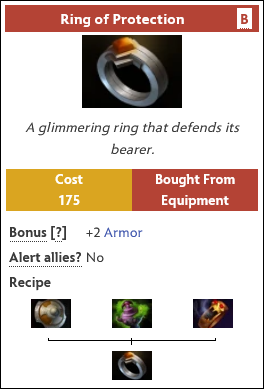 Ring of Protection B
A glimmering ring that defends its
bearer.
Cost Bought From
175 Equipment
Bonus [?] +2 Armor
Alert allies? No
Recipe